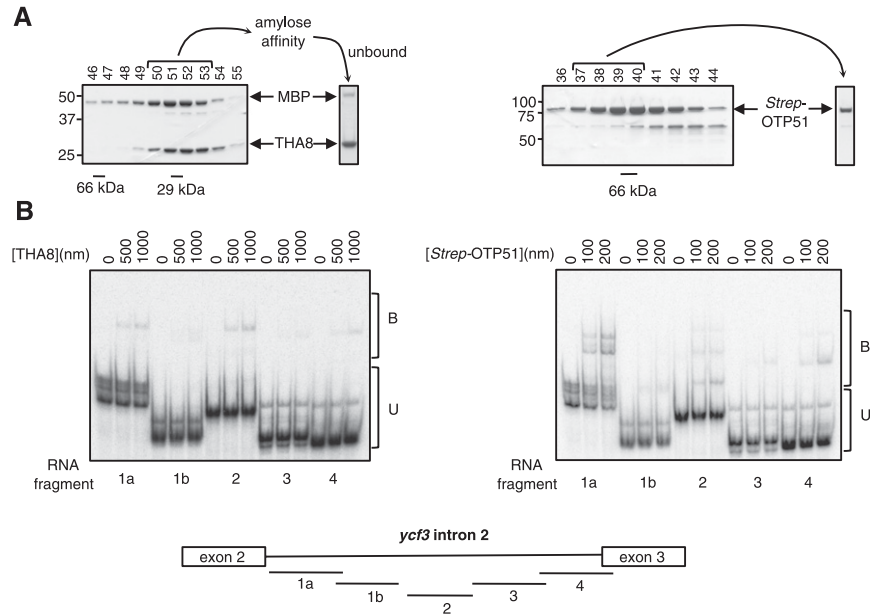 A
amylose affinity
unbound
46 47 48 49 50 51 52 53 54 55
50
37
25
MBP
THA8
66 kDa
29 kDa
36 37 38 39 40 41 42 43 44
100
75
50
Strep-OTP51
66 kDa
B
[THA8](nm) 0 500 1000 0 500 1000 0 500 1000 0 500 1000 0 500 1000
B
U
RNA fragment 1a 1b 2 3 4
[Strep-OTP51](nm) 0 100 200 0 100 200 0 100 200 0 100 200 0 100 200
B
U
RNA fragment 1a 1b 2 3 4
ycf3 intron 2
exon 2
exon 3
1a
1b
2
3
4